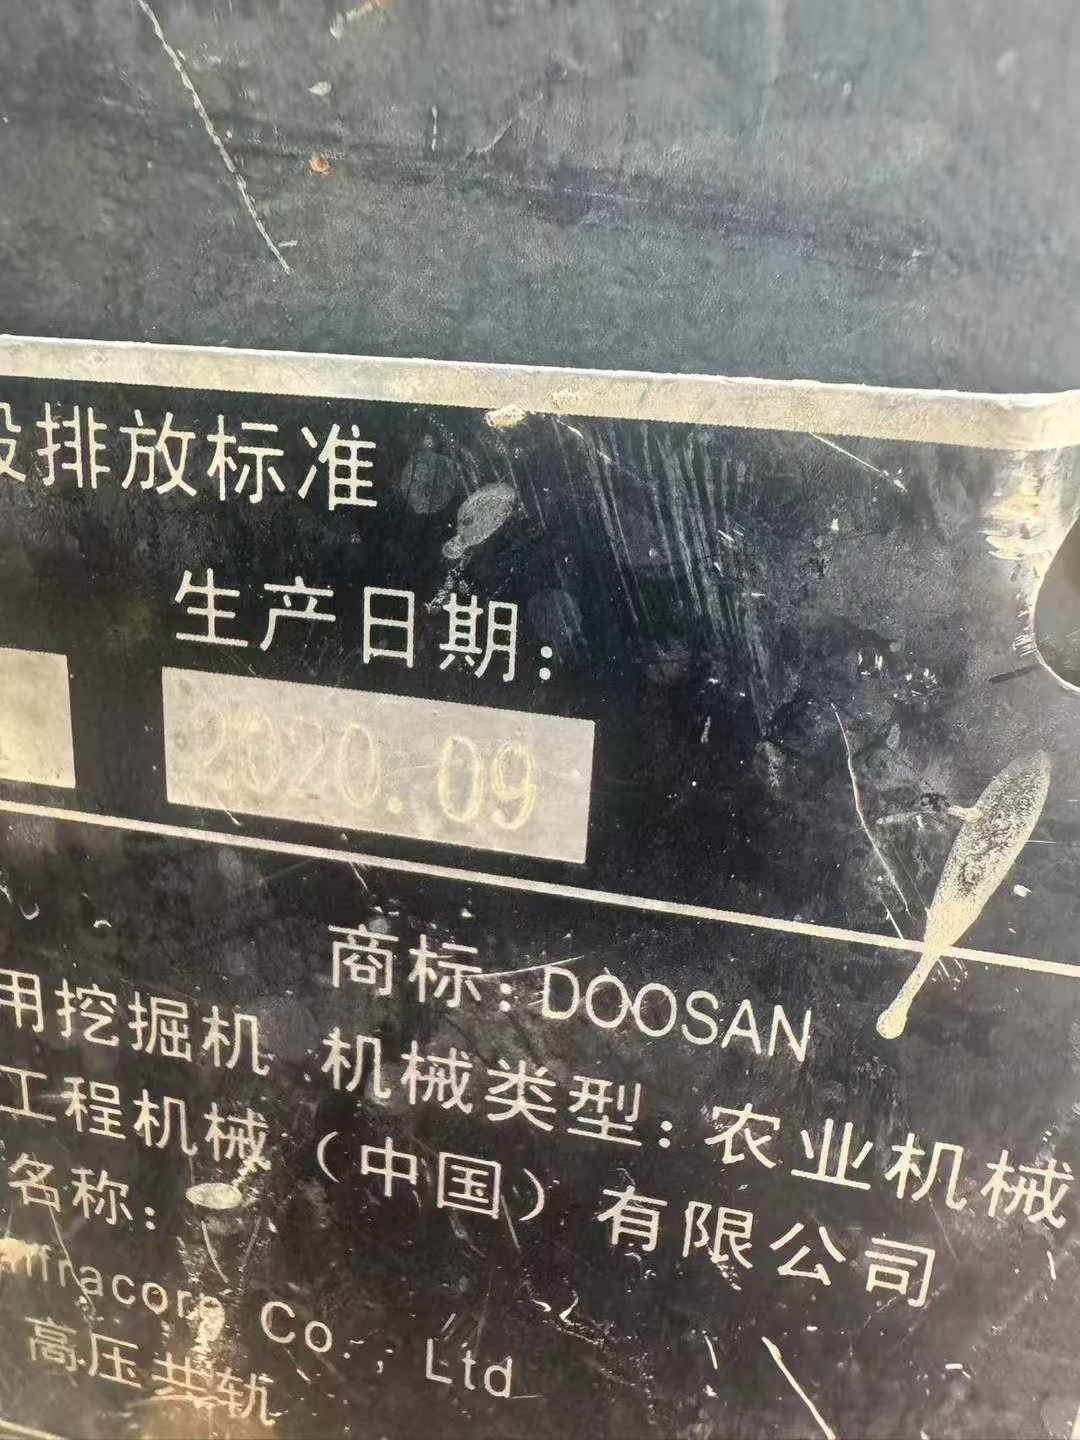 段排放标准
生产日期:
2020.09
商标: DOOSAN
用挖掘机 机械类型: 农业机械
工程机械（中国）有限公司
名称:
Infracore Co., Ltd
高压共轨